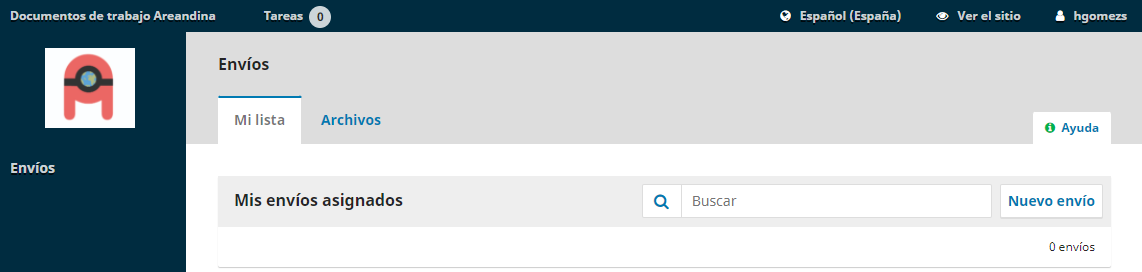 Documentos de trabajo Areandina Tareas 0 Español (España) Ver el sitio hgomezs
Envíos
Mi lista Archivos
Ayuda
Envíos
Mis envíos asignados Buscar Nuevo envío
0 envíos